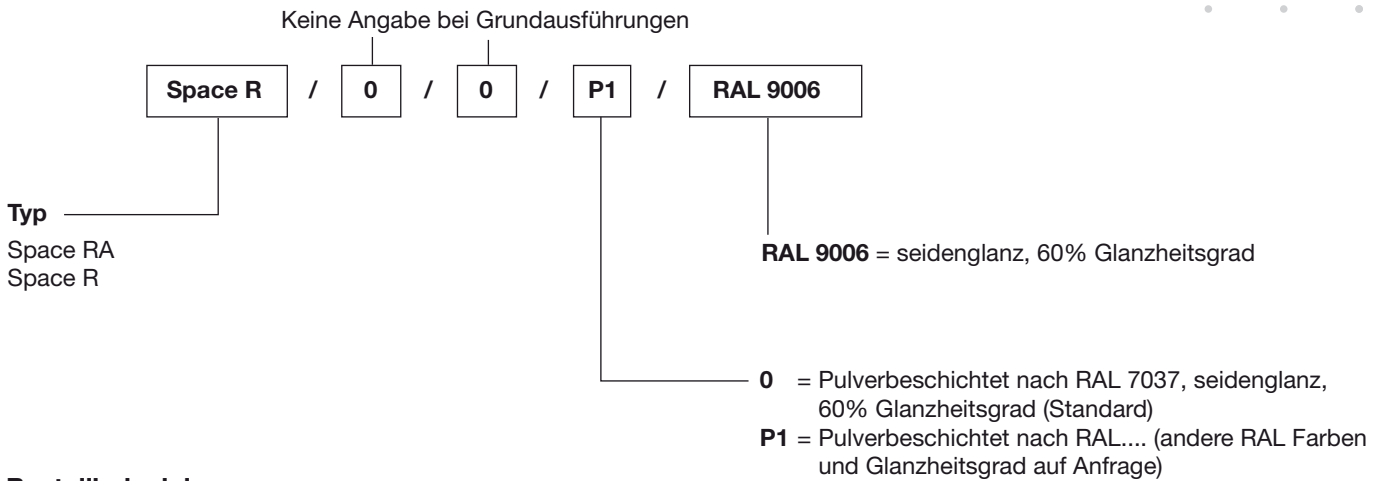 Keine Angabe bei Grundausführungen
Space R / 0 / 0 / P1 / RAL 9006
Typ
Space RA
Space R
RAL 9006 = seidenglanz, 60% Glanzheitsgrad
0 = Pulverbeschichtet nach RAL 7037, seidenglanz,
60% Glanzheitsgrad (Standard)
P1 = Pulverbeschichtet nach RAL.... (andere RAL Farben
und Glanzheitsgrad auf Anfrage)